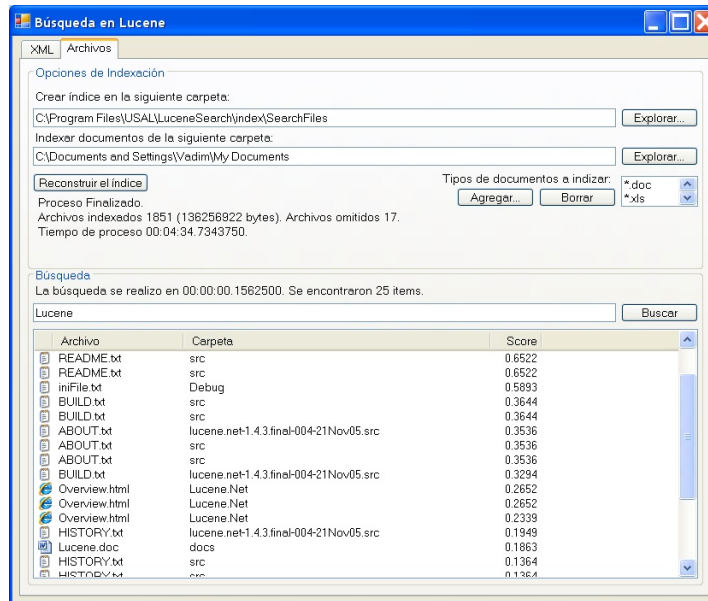 Búsqueda en Lucene
XML Archivos
Opciones de Indexación
Crear índice en la siguiente carpeta:
C:\Program Files\USAL\LuceneSearch\index\SearchFiles Explorar...
Indexar documentos de la siguiente carpeta:
C:\Documents and Settings\Vadim\My Documents Explorar...
Reconstruir el índice Tipos de documentos a indizar: *.doc
Proceso Finalizado. Agregar... Borrar *.xls
Archivos indexados 1851 (136256922 bytes). Archivos omitidos 17.
Tiempo de proceso 00:04:34.7343750.
Búsqueda
La búsqueda se realizo en 00:00:00.1562500. Se encontraron 25 items.
Lucene Buscar
Archivo Carpeta Score
README.txt src 0.6522
README.txt src 0.6522
iniFile.txt Debug 0.5893
BUILD.txt src 0.3644
BUILD.txt src 0.3644
ABOUT.txt lucene.net-1.4.3.final-004-21Nov05.src 0.3536
ABOUT.txt src 0.3536
ABOUT.txt src 0.3536
BUILD.txt lucene.net-1.4.3.final-004-21Nov05.src 0.3294
Overview.html Lucene.Net 0.2652
Overview.html Lucene.Net 0.2652
Overview.html Lucene.Net 0.2339
HISTORY.txt lucene.net-1.4.3.final-004-21Nov05.src 0.1949
Lucene.doc docs 0.1863
HISTORY.txt src 0.1364
HISTORY.txt src 0.1364